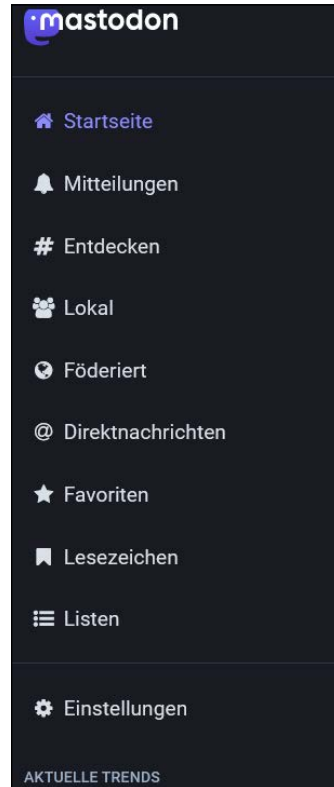 mastodon
Startseite
Mitteilungen
# Entdecken
Lokal
Föderiert
@ Direktnachrichten
Favoriten
Lesezeichen
Listen
Einstellungen
AKTUELLE TRENDS